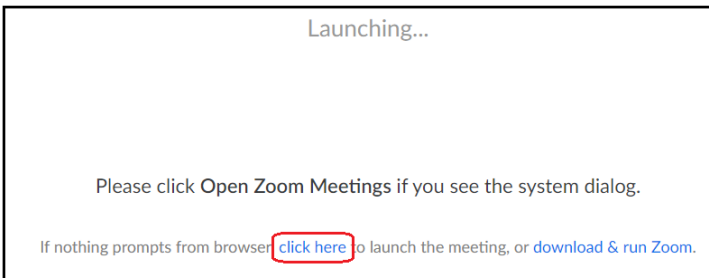 Launching...
Please click Open Zoom Meetings if you see the system dialog.
If nothing prompts from browser click here to launch the meeting, or download & run Zoom.